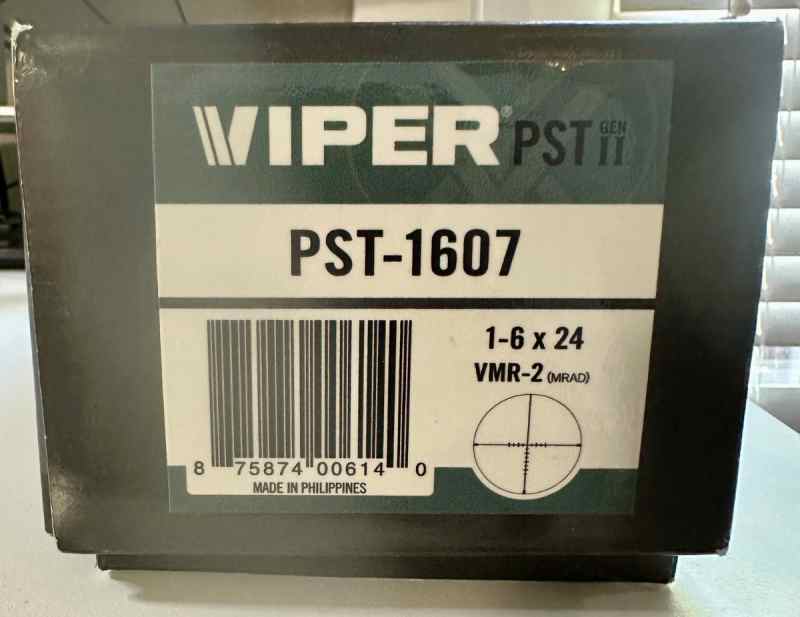 VIPER® PST GEN II
PST-1607
1-6 x 24
VMR-2 (MRAD)
8 75874 00614 0
MADE IN PHILIPPINES